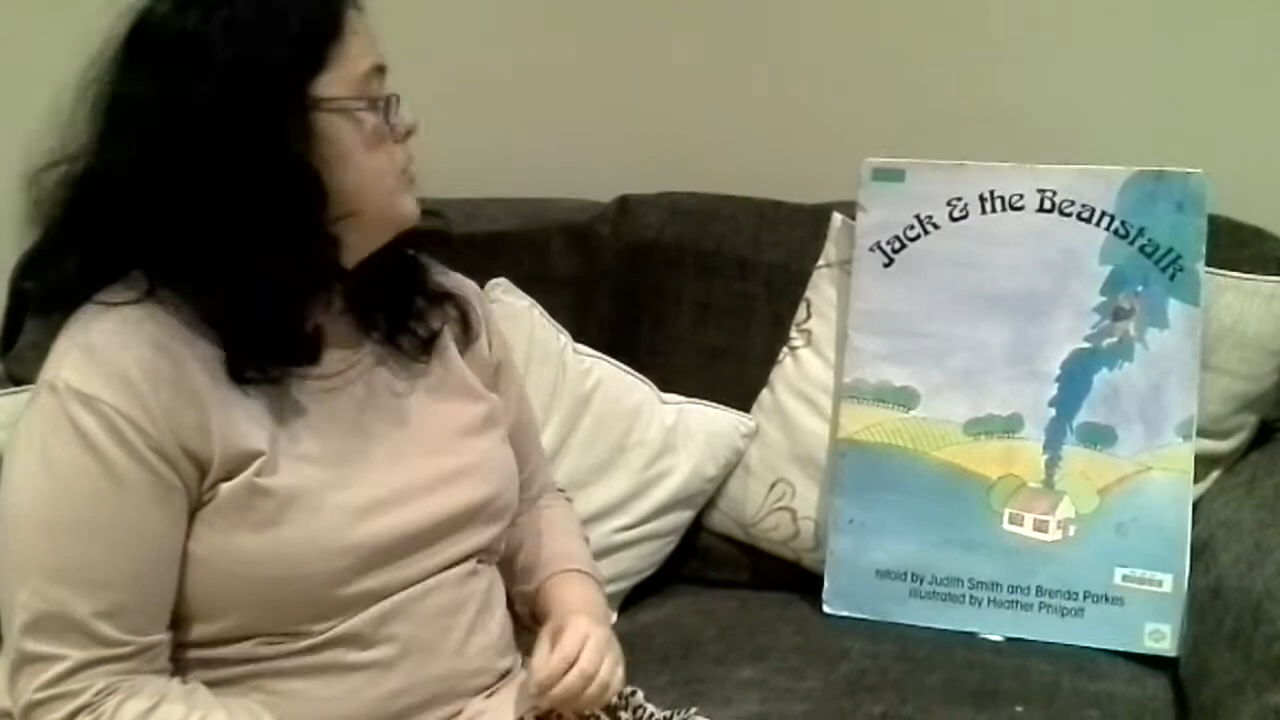 Jack & the Beanstalk
retold by Judith Smith and Brenda Parkes
illustrated by Heather Philpott